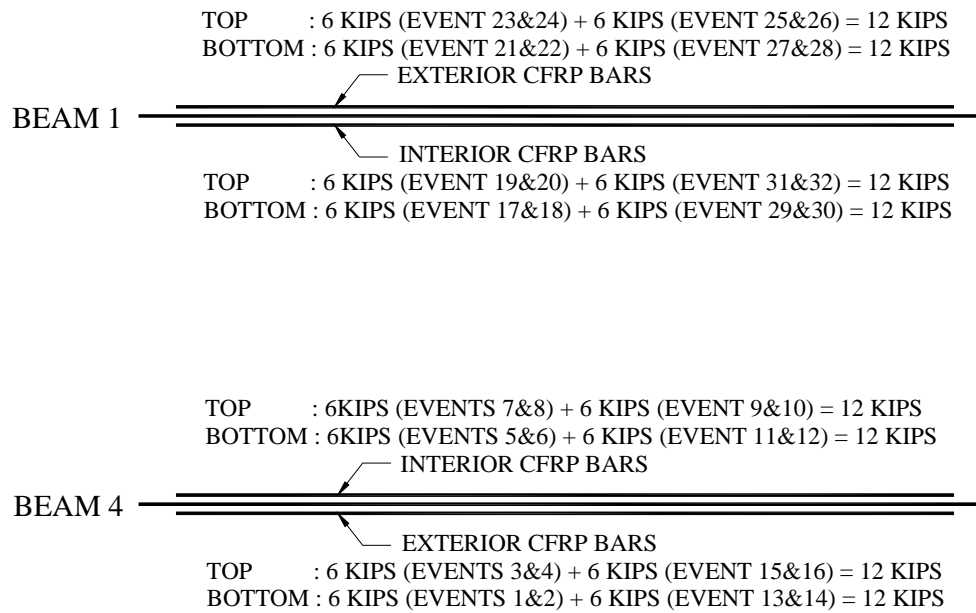 TOP : 6 KIPS (EVENT 23&24) + 6 KIPS (EVENT 25&26) = 12 KIPS
BOTTOM : 6 KIPS (EVENT 21&22) + 6 KIPS (EVENT 27&28) = 12 KIPS
EXTERIOR CFRP BARS
BEAM 1
INTERIOR CFRP BARS
TOP : 6 KIPS (EVENT 19&20) + 6 KIPS (EVENT 31&32) = 12 KIPS
BOTTOM : 6 KIPS (EVENT 17&18) + 6 KIPS (EVENT 29&30) = 12 KIPS
TOP : 6KIPS (EVENTS 7&8) + 6 KIPS (EVENT 9&10) = 12 KIPS
BOTTOM : 6KIPS (EVENTS 5&6) + 6 KIPS (EVENT 11&12) = 12 KIPS
INTERIOR CFRP BARS
BEAM 4
EXTERIOR CFRP BARS
TOP : 6 KIPS (EVENTS 3&4) + 6 KIPS (EVENT 15&16) = 12 KIPS
BOTTOM : 6 KIPS (EVENTS 1&2) + 6 KIPS (EVENT 13&14) = 12 KIPS